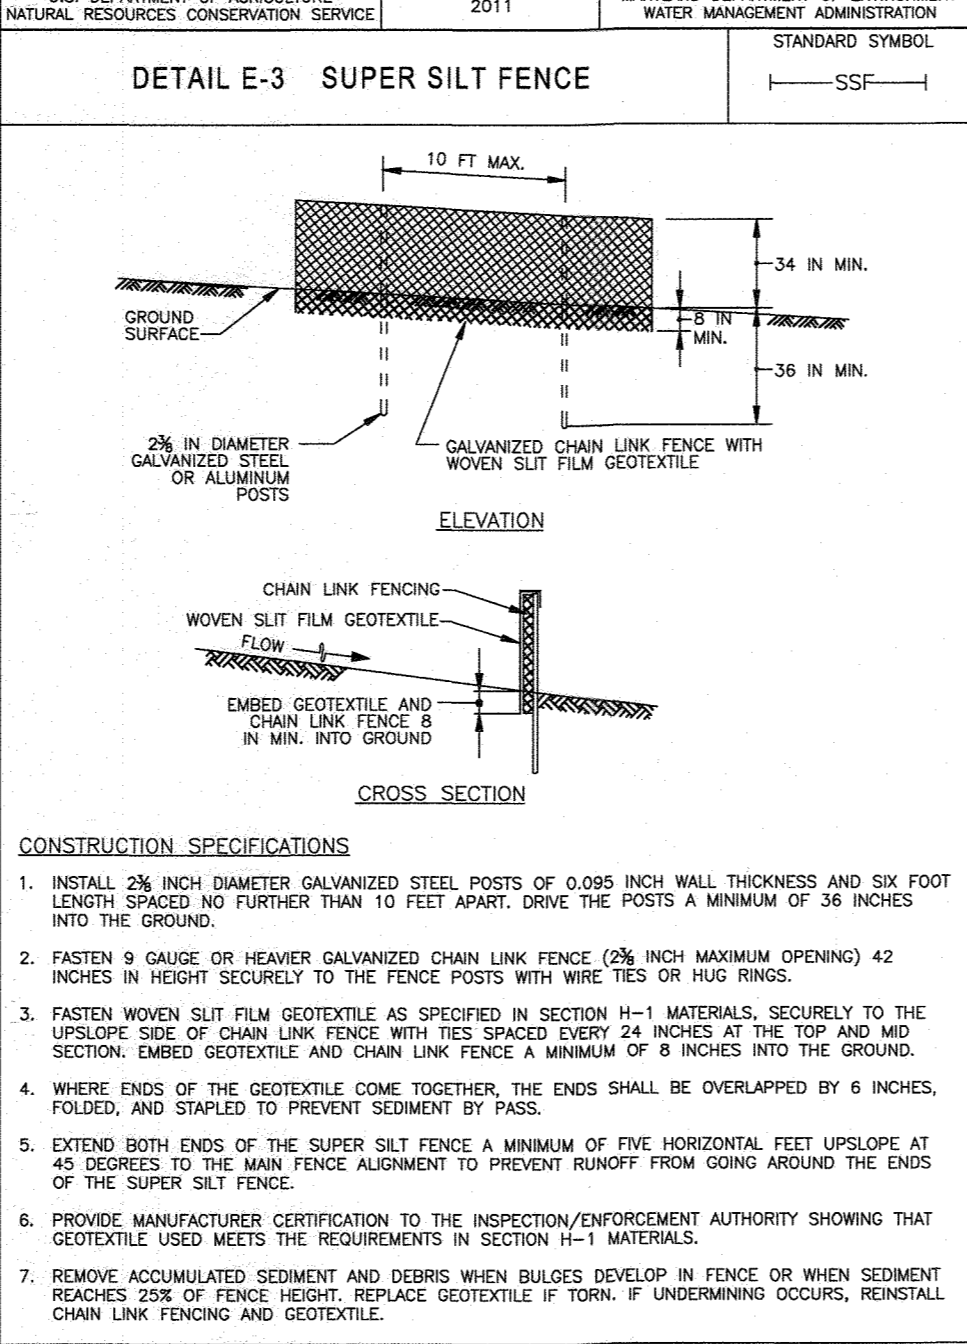 NATURAL RESOURCES CONSERVATION SERVICE
2011
WATER MANAGEMENT ADMINISTRATION
DETAIL E-3 SUPER SILT FENCE
STANDARD SYMBOL
SSF
10 FT MAX.
34 IN MIN.
GROUND
SURFACE
8 IN
MIN.
36 IN MIN.
2⅜ IN DIAMETER
GALVANIZED STEEL
OR ALUMINUM
POSTS
GALVANIZED CHAIN LINK FENCE WITH
WOVEN SLIT FILM GEOTEXTILE
ELEVATION
CHAIN LINK FENCING
WOVEN SLIT FILM GEOTEXTILE
FLOW
EMBED GEOTEXTILE AND
CHAIN LINK FENCE 8
IN MIN. INTO GROUND
CROSS SECTION
CONSTRUCTION SPECIFICATIONS
1. INSTALL 2⅜ INCH DIAMETER GALVANIZED STEEL POSTS OF 0.095 INCH WALL THICKNESS AND SIX FOOT
LENGTH SPACED NO FURTHER THAN 10 FEET APART. DRIVE THE POSTS A MINIMUM OF 36 INCHES
INTO THE GROUND.
2. FASTEN 9 GAUGE OR HEAVIER GALVANIZED CHAIN LINK FENCE (2⅜ INCH MAXIMUM OPENING) 42
INCHES IN HEIGHT SECURELY TO THE FENCE POSTS WITH WIRE TIES OR HUG RINGS.
3. FASTEN WOVEN SLIT FILM GEOTEXTILE AS SPECIFIED IN SECTION H-1 MATERIALS, SECURELY TO THE
UPSLOPE SIDE OF CHAIN LINK FENCE WITH TIES SPACED EVERY 24 INCHES AT THE TOP AND MID
SECTION. EMBED GEOTEXTILE AND CHAIN LINK FENCE A MINIMUM OF 8 INCHES INTO THE GROUND.
4. WHERE ENDS OF THE GEOTEXTILE COME TOGETHER, THE ENDS SHALL BE OVERLAPPED BY 6 INCHES,
FOLDED, AND STAPLED TO PREVENT SEDIMENT BY PASS.
5. EXTEND BOTH ENDS OF THE SUPER SILT FENCE A MINIMUM OF FIVE HORIZONTAL FEET UPSLOPE AT
45 DEGREES TO THE MAIN FENCE ALIGNMENT TO PREVENT RUNOFF FROM GOING AROUND THE ENDS
OF THE SUPER SILT FENCE.
6. PROVIDE MANUFACTURER CERTIFICATION TO THE INSPECTION/ENFORCEMENT AUTHORITY SHOWING THAT
GEOTEXTILE USED MEETS THE REQUIREMENTS IN SECTION H-1 MATERIALS.
7. REMOVE ACCUMULATED SEDIMENT AND DEBRIS WHEN BULGES DEVELOP IN FENCE OR WHEN SEDIMENT
REACHES 25% OF FENCE HEIGHT. REPLACE GEOTEXTILE IF TORN. IF UNDERMINING OCCURS, REINSTALL
CHAIN LINK FENCING AND GEOTEXTILE.